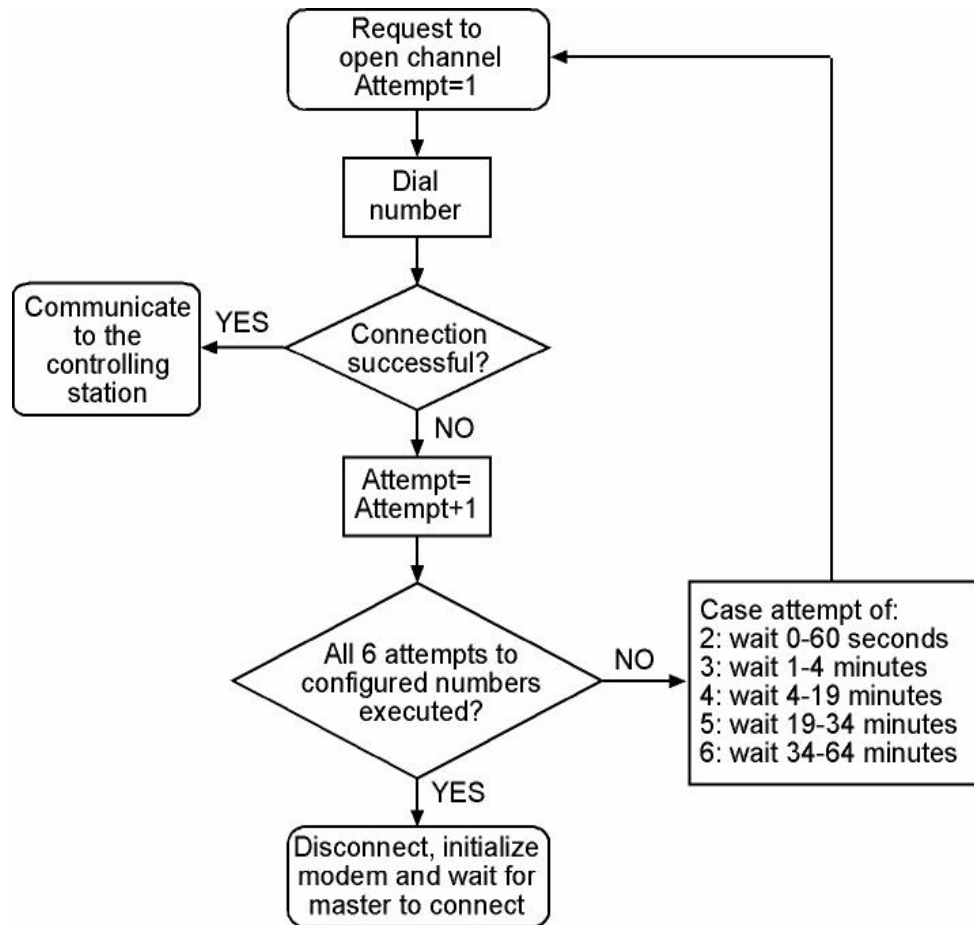 Request to
open channel
Attempt=1
Dial
number
Connection
successful?
YES
Communicate
to the
controlling
station
NO
Attempt=
Attempt+1
All 6 attempts to
configured numbers
executed?
NO
Case attempt of:
2: wait 0-60 seconds
3: wait 1-4 minutes
4: wait 4-19 minutes
5: wait 19-34 minutes
6: wait 34-64 minutes
YES
Disconnect, initialize
modem and wait for
master to connect